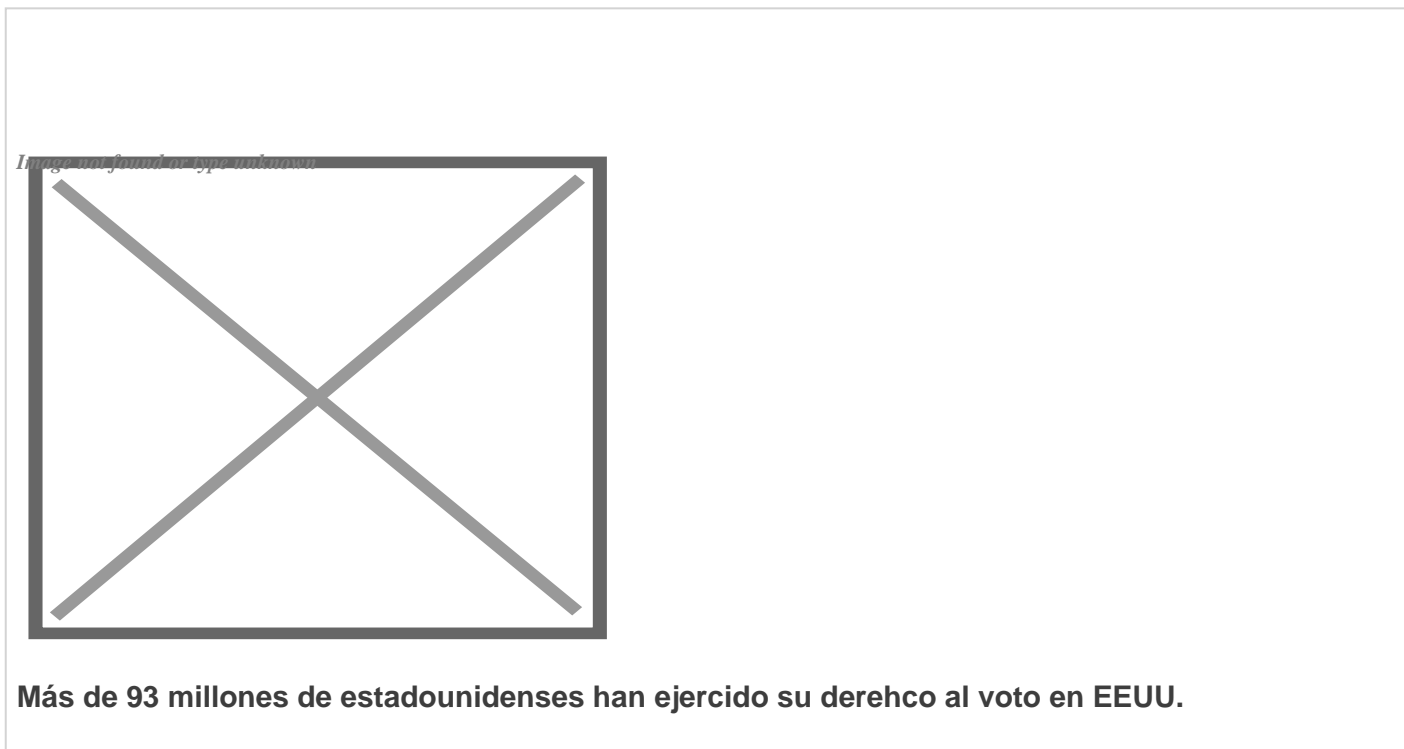 Image not found or type unknown
Más de 93 millones de estadounidenses han ejercido su derehco al voto en EEUU.